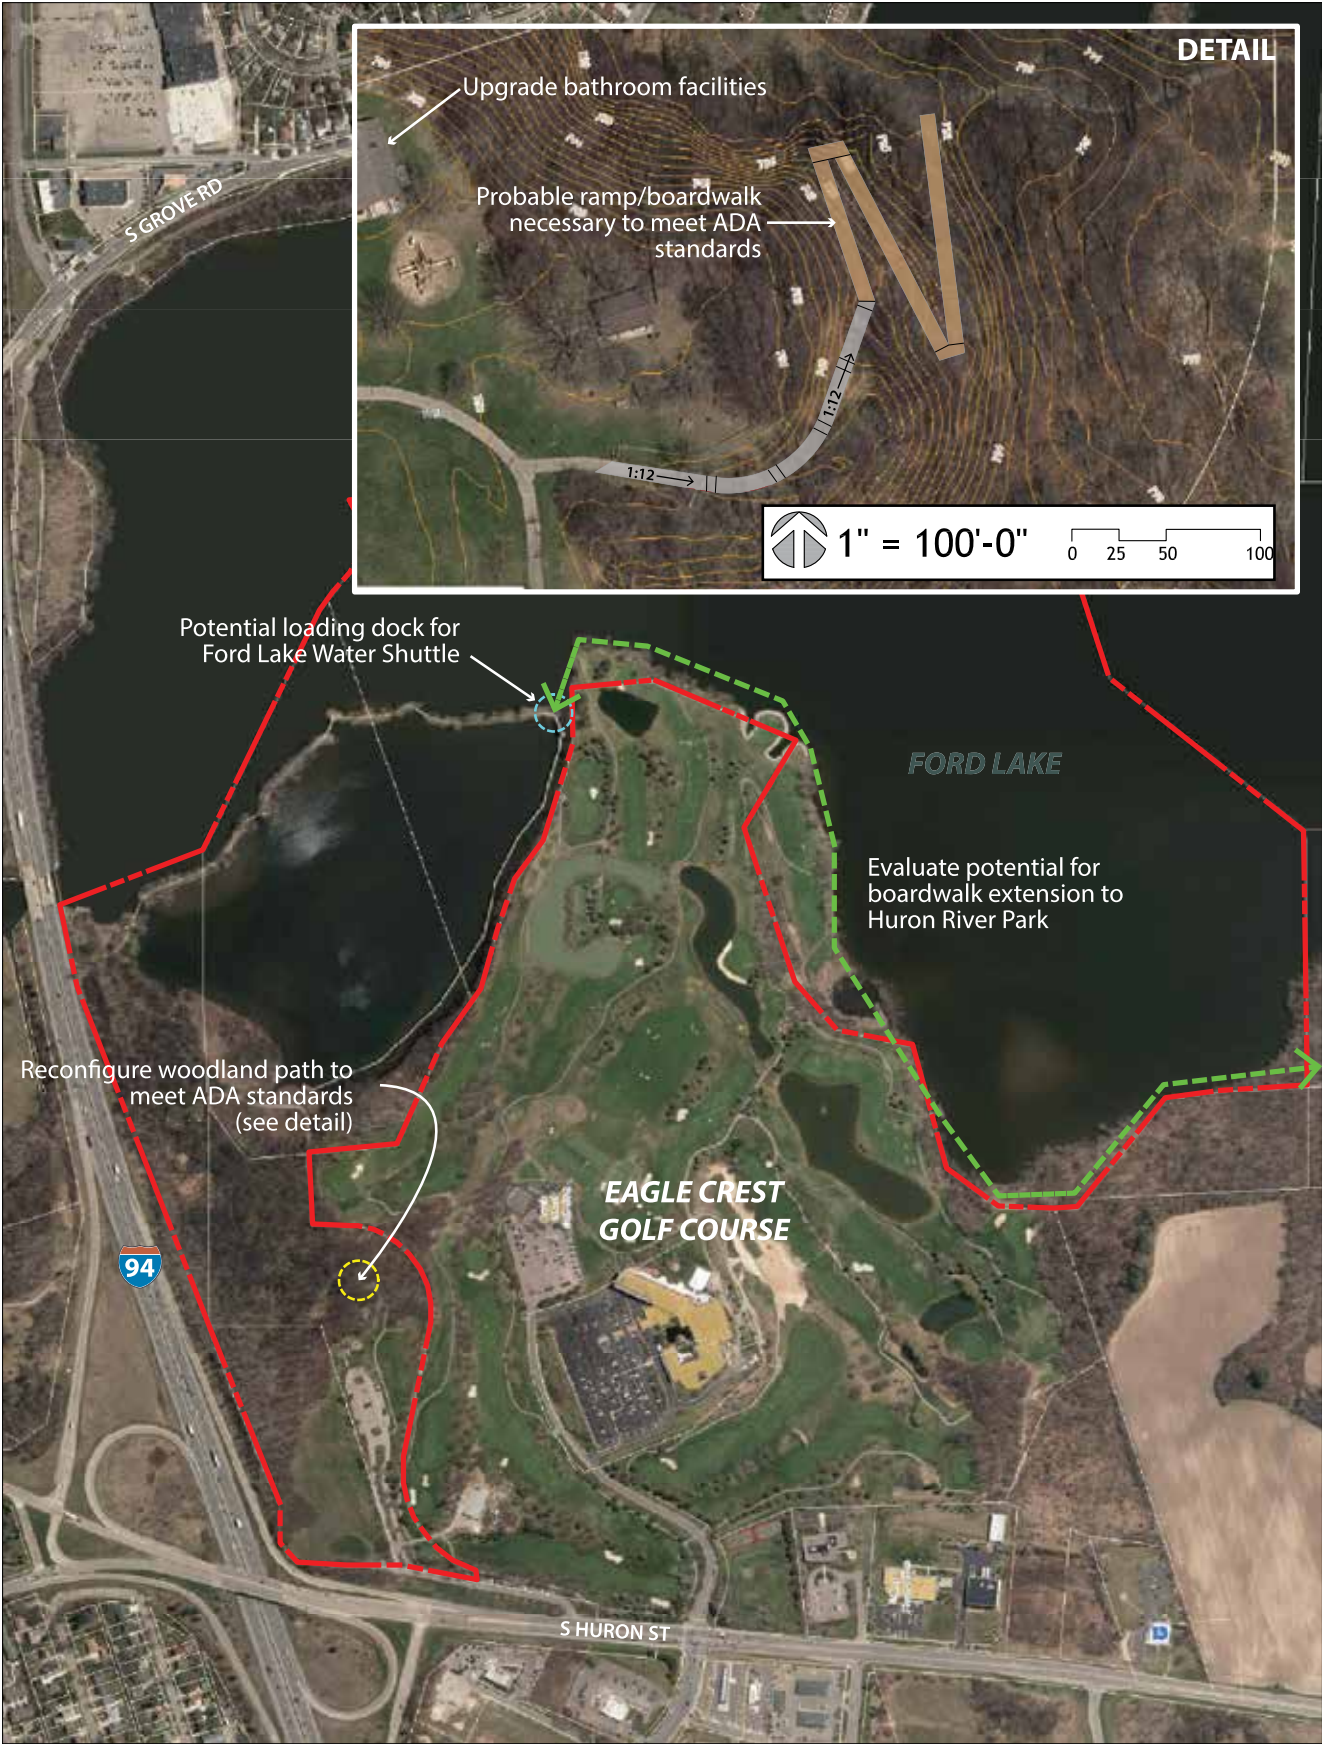 DETAIL
Upgrade bathroom facilities
Probable ramp/boardwalk
necessary to meet ADA
standards
1:12
1:12
1" = 100'-0"
0 25 50 100
S GROVE RD
Potential loading dock for
Ford Lake Water Shuttle
FORD LAKE
Evaluate potential for
boardwalk extension to
Huron River Park
Reconfigure woodland path to
meet ADA standards
(see detail)
EAGLE CREST
GOLF COURSE
94
S HURON ST